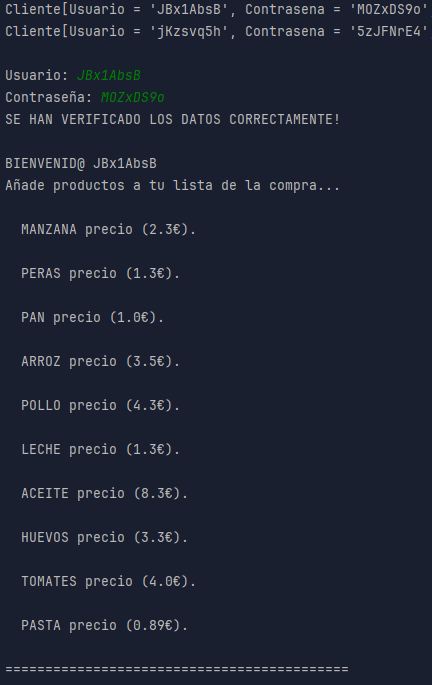 Cliente[Usuario = 'JBx1AbsB', Contrasena = 'MOZxDS9o'
Cliente[Usuario = 'jKzsvq5h', Contrasena = '5zJFNrE4'
Usuario: JBx1AbsB
Contraseña: MOZxDS9o
SE HAN VERIFICADO LOS DATOS CORRECTAMENTE!
BIENVENID@ JBx1AbsB
Añade productos a tu lista de la compra...
MANZANA precio (2.3€).
PERAS precio (1.3€).
PAN precio (1.0€).
ARROZ precio (3.5€).
POLLO precio (4.3€).
LECHE precio (1.3€).
ACEITE precio (8.3€).
HUEVOS precio (3.3€).
TOMATES precio (4.0€).
PASTA precio (0.89€).
===========================================